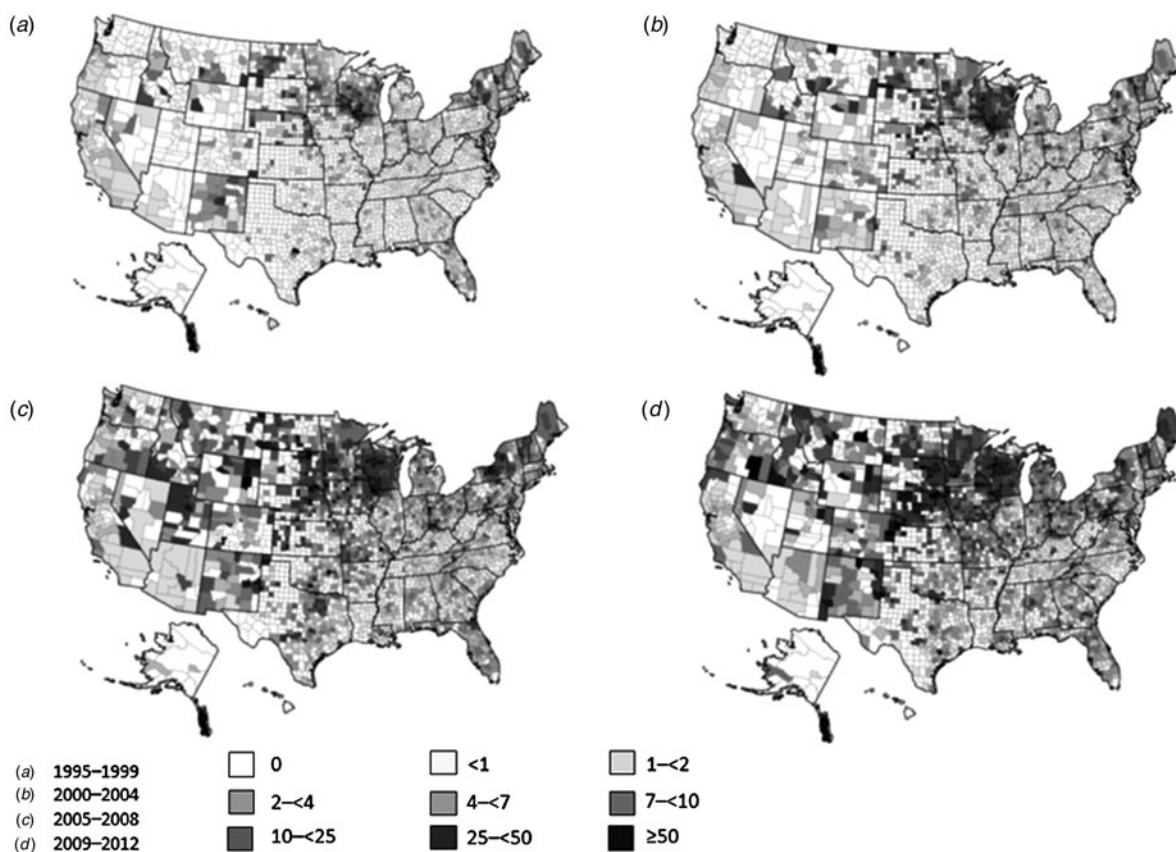 (a)
(b)
(c)
(d)
(a) 1995–1999
(b) 2000–2004
(c) 2005–2008
(d) 2009–2012
0
<1
1–<2
2–<4
4–<7
7–<10
10–<25
25–<50
≥50